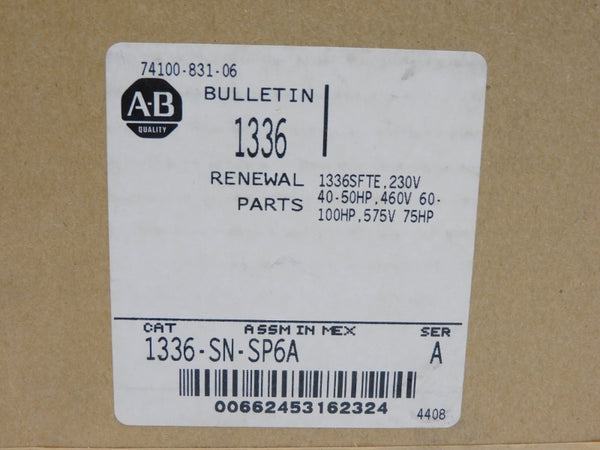 74100-831-06
A-B
QUALITY
BULLETIN
1336
RENEWAL
PARTS
1336SFTE,230V
40-50HP,460V 60-
100HP,575V 75HP
CAT ASSM IN MEX SER
1336-SN-SP6A A
00662453162324
4408